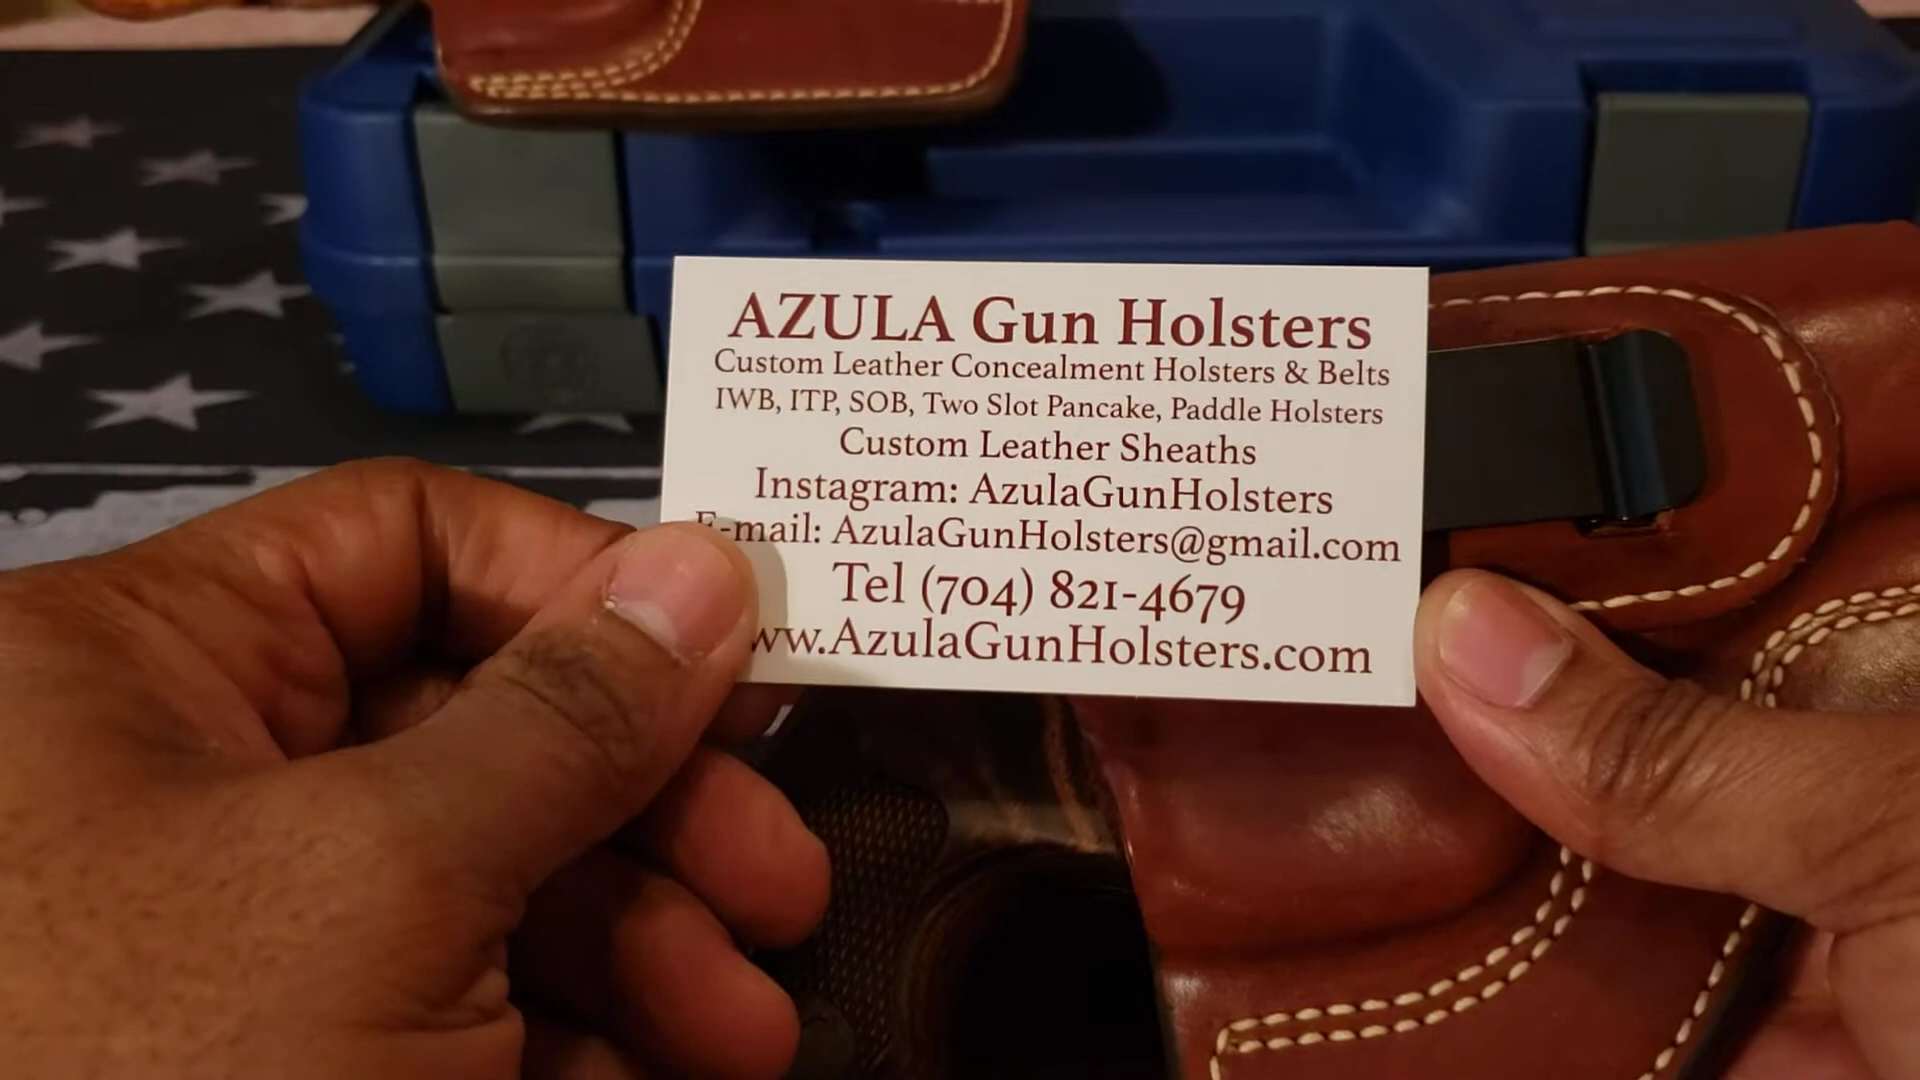 AZULA Gun Holsters
Custom Leather Concealment Holsters & Belts
IWB, ITP, SOB, Two Slot Pancake, Paddle Holsters
Custom Leather Sheaths
Instagram: AzulaGunHolsters
E-mail: AzulaGunHolsters@gmail.com
Tel (704) 821-4679
ww.AzulaGunHolsters.com